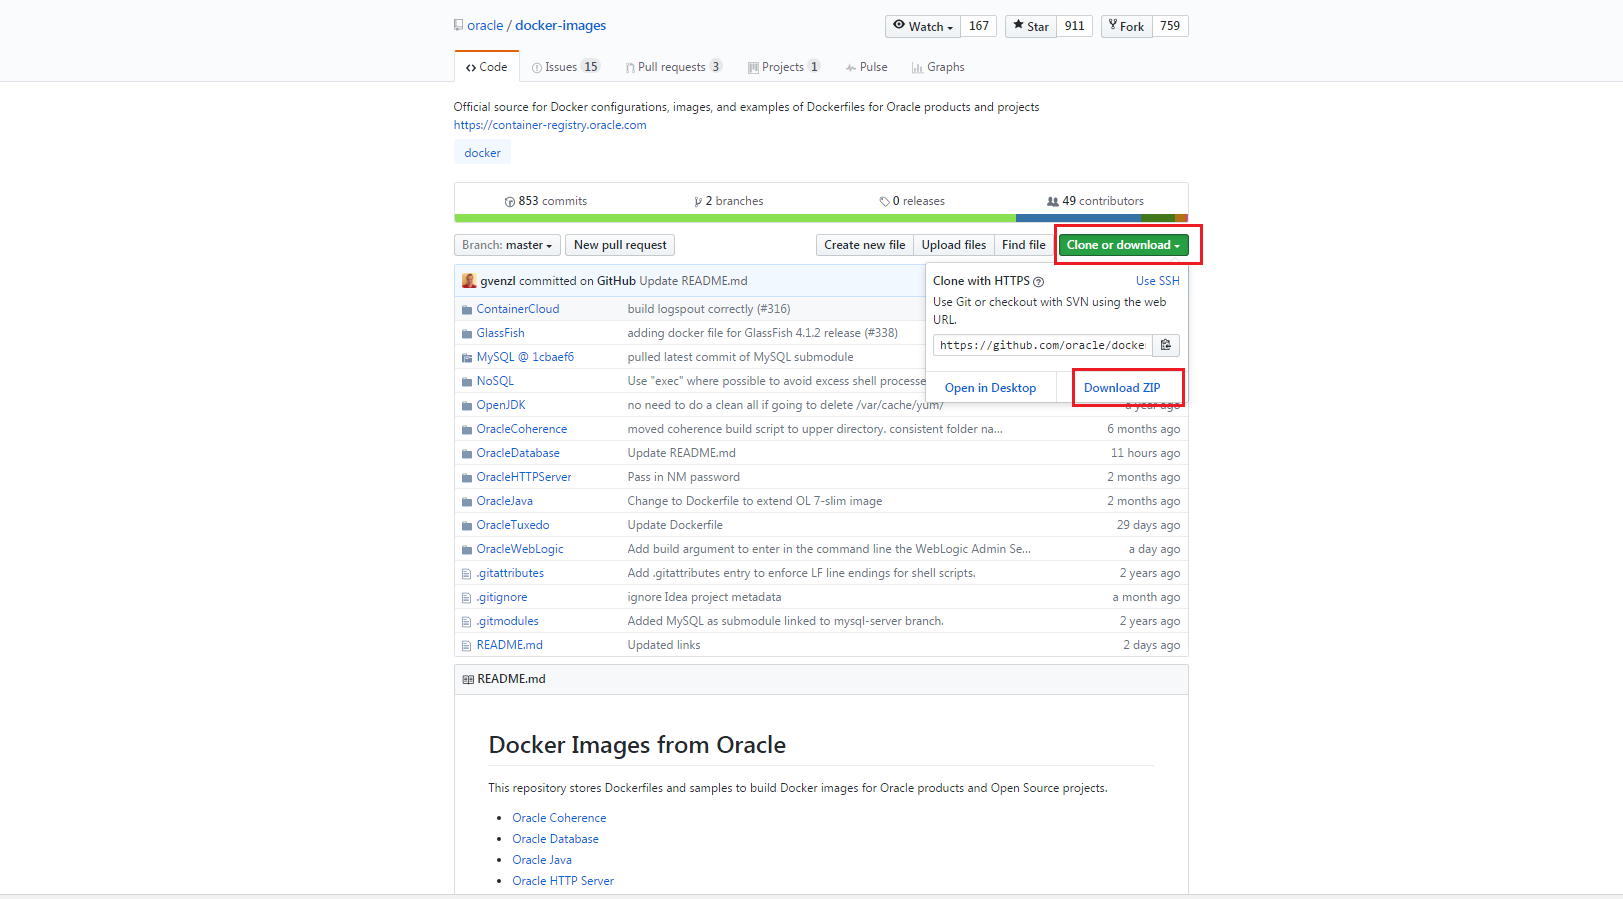 oracle / docker-images
Watch 167 Star 911 Fork 759
Code Issues 15 Pull requests 3 Projects 1 Pulse Graphs
Official source for Docker configurations, images, and examples of Dockerfiles for Oracle products and projects
https://container-registry.oracle.com
docker
853 commits 2 branches 0 releases 49 contributors
Branch: master New pull request Create new file Upload files Find file Clone or download
gvenzl committed on GitHub Update README.md
Clone with HTTPS Use SSH
Use Git or checkout with SVN using the web
URL.
https://github.com/oracle/docke
Open in Desktop Download ZIP
ContainerCloud build logspout correctly (#316)
GlassFish adding docker file for GlassFish 4.1.2 release (#338)
MySQL @ 1cbaef6 pulled latest commit of MySQL submodule
NoSQL Use "exec" where possible to avoid excess shell processe
OpenJDK no need to do a clean all if going to delete /var/cache/yum/ a year ago
OracleCoherence moved coherence build script to upper directory. consistent folder na... 6 months ago
OracleDatabase Update README.md 11 hours ago
OracleHTTPServer Pass in NM password 2 months ago
OracleJava Change to Dockerfile to extend OL 7-slim image 2 months ago
OracleTuxedo Update Dockerfile 29 days ago
OracleWebLogic Add build argument to enter in the command line the WebLogic Admin Se... a day ago
.gitattributes Add .gitattributes entry to enforce LF line endings for shell scripts. 2 years ago
.gitignore ignore Idea project metadata a month ago
.gitmodules Added MySQL as submodule linked to mysql-server branch. 2 years ago
README.md Updated links 2 days ago
README.md
Docker Images from Oracle
This repository stores Dockerfiles and samples to build Docker images for Oracle products and Open Source projects.
• Oracle Coherence
• Oracle Database
• Oracle Java
• Oracle HTTP Server